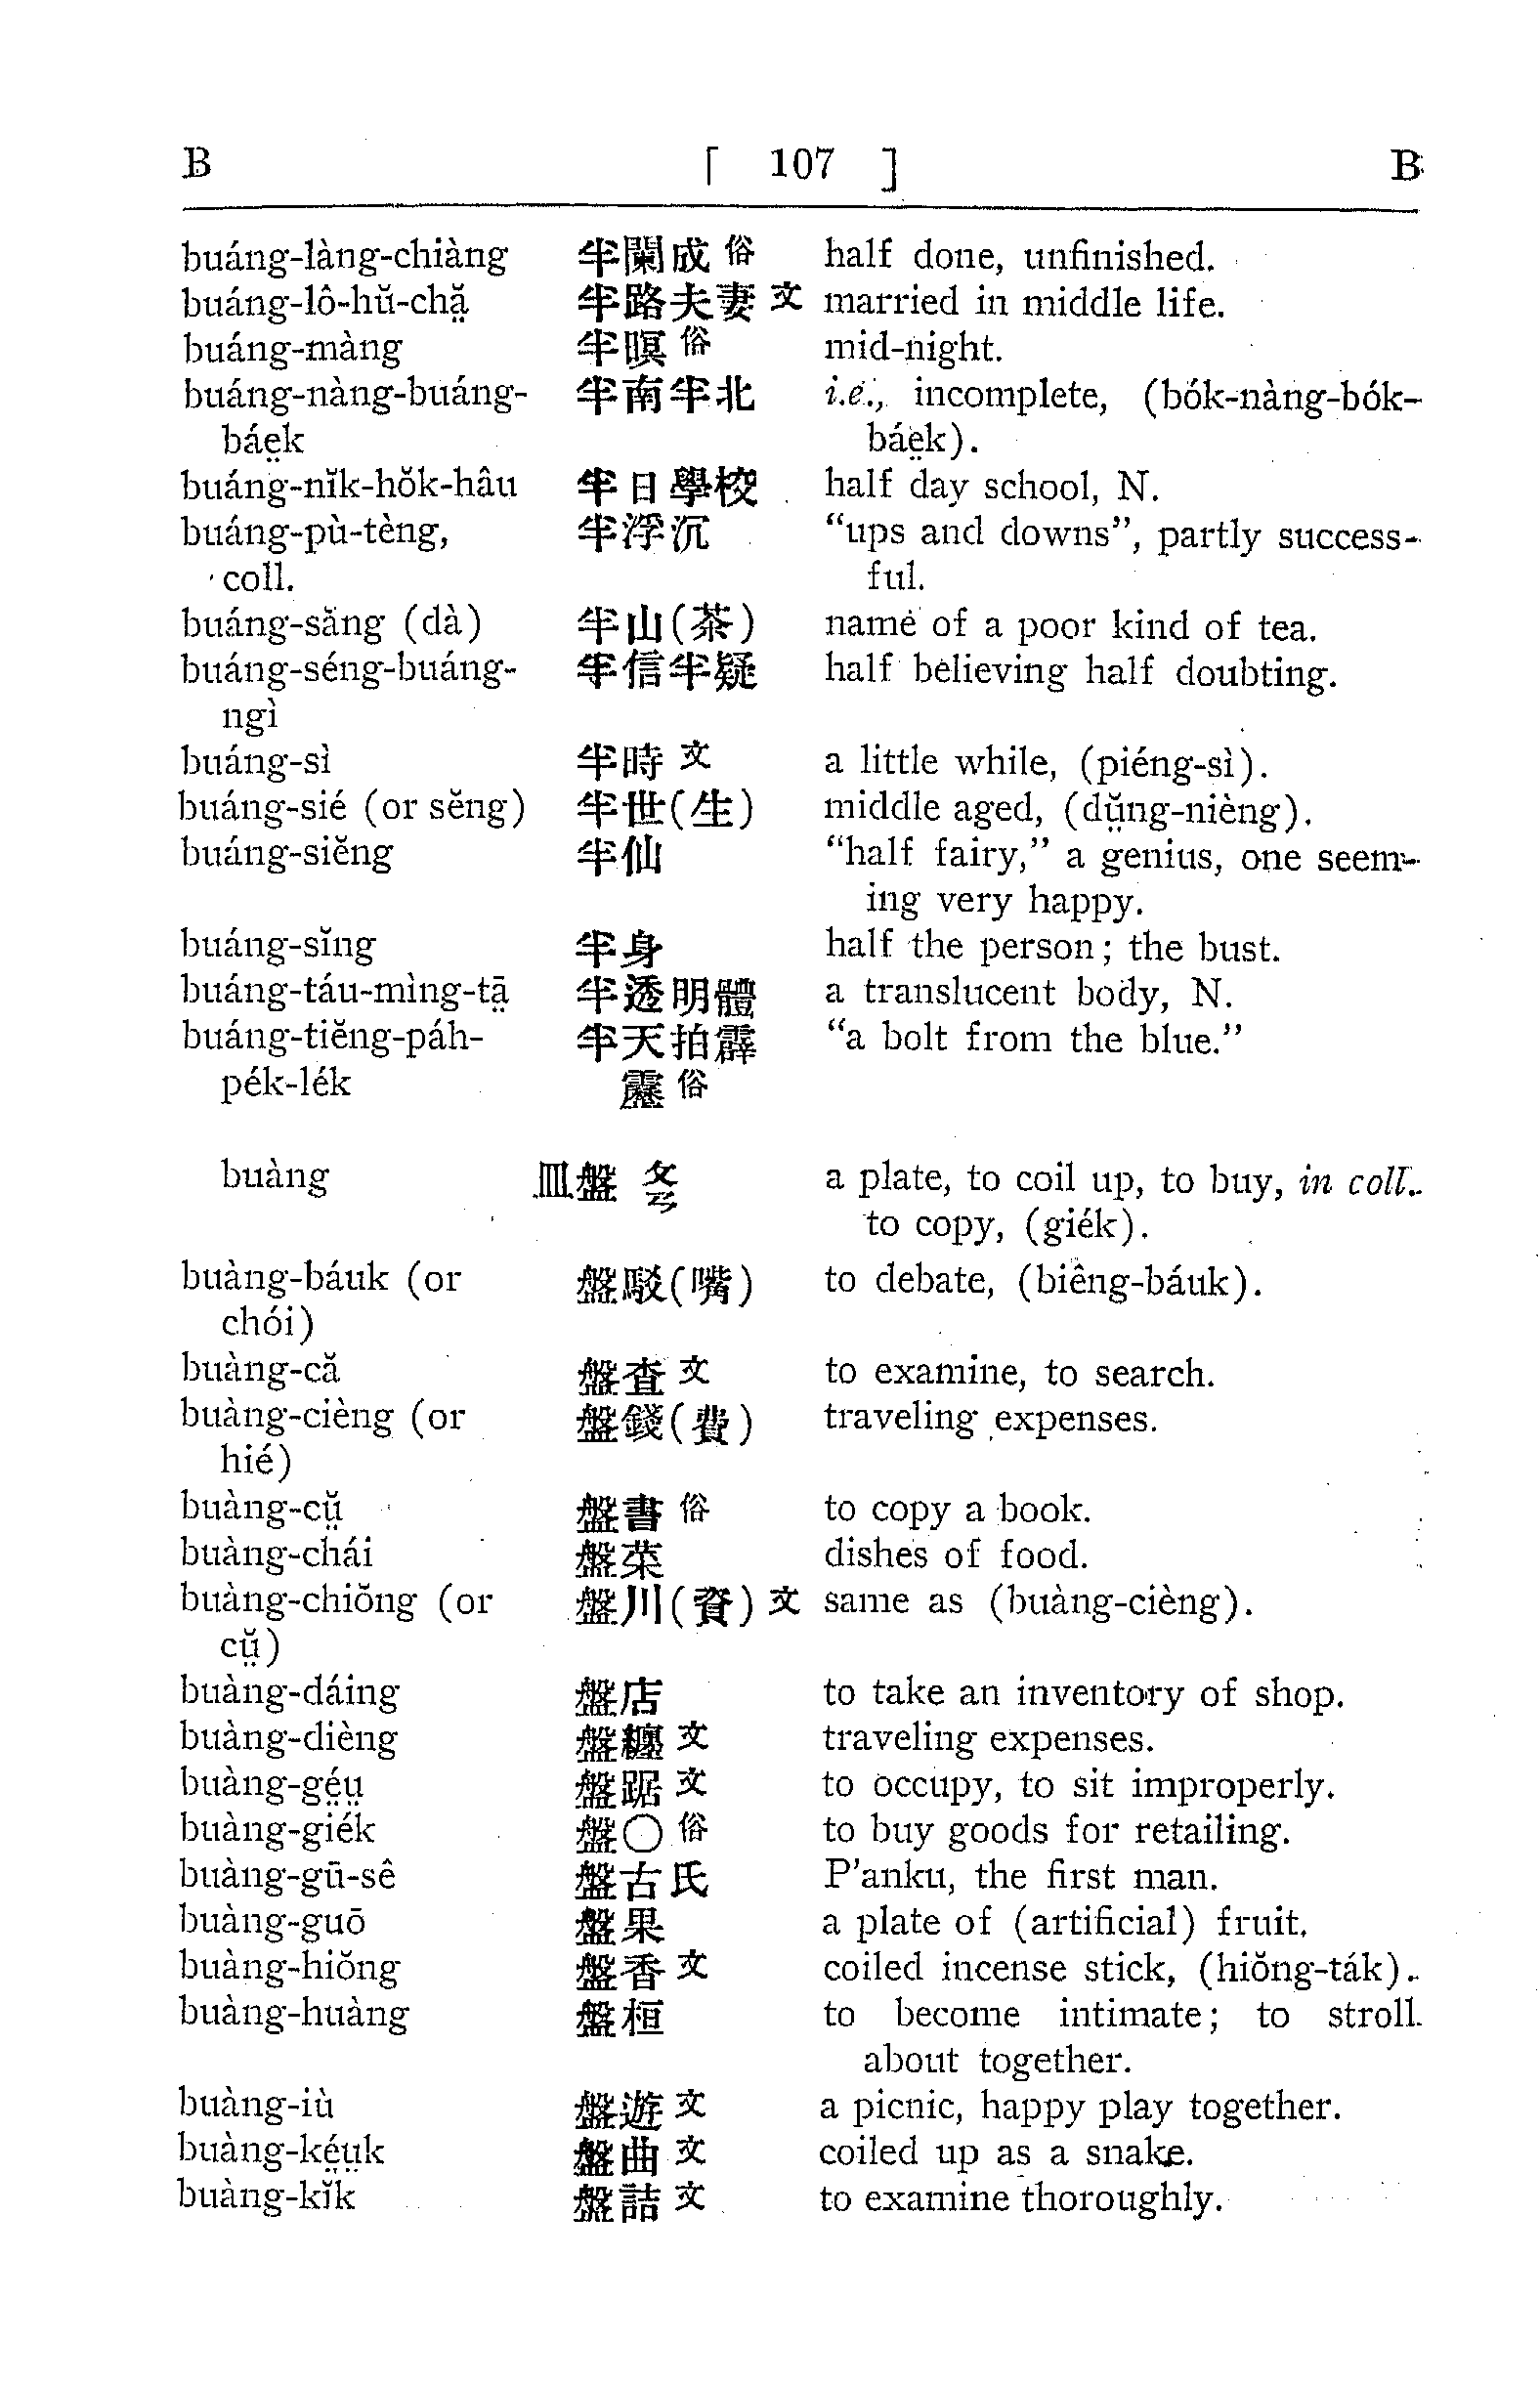 B [ 107 ] B
buáng-làng-chiàng 半闌成 俗 half done, unfinished.
buáng-lô-hŭ-chă̤ 半路夫妻 文 married in middle life.
buáng-màng 半暝 俗 mid-night.
buáng-nàng-buáng- 半南半北 i.e., incomplete, (bók-nàng-bók-
báe̤k báe̤k).
buáng-nĭk-hŏk-hâu 半日學校 half day school, N.
buáng-pù-tèng, 半浮沉 “ups and downs”, partly success-
coll. ful.
buáng-săng (dà) 半山(茶) name of a poor kind of tea.
buáng-séng-buáng- 半信半疑 half believing half doubting.
ngì
buáng-sì 半時 文 a little while, (piéng-sì).
buáng-sié (or sĕng) 半世(生) middle aged, (dṳ̆ng-nièng).
buáng-siĕng 半仙 “half fairy,” a genius, one seem-
ing very happy.
buáng-sĭng 半身 half the person; the bust.
buáng-táu-mìng-tā̤ 半透明體 a translucent body, N.
buáng-tiĕng-páh- 半天拍霹 “a bolt from the blue.”
pék-lék 靂 俗
buàng 皿盤 a plate, to coil up, to buy, in coll.
to copy, (giék).
buàng-báuk (or 盤駁(嘴) to debate, (biêng-báuk).
chói)
buàng-că 盤查 文 to examine, to search.
buàng-cièng (or 盤錢(費) traveling expenses.
hié)
buàng-cṳ̆ 盤書 俗 to copy a book.
buàng-chái 盤菜 dishes of food.
buàng-chiŏng (or 盤川(資) 文 same as (buàng-cièng).
cṳ̆)
buàng-dáing 盤店 to take an inventory of shop.
buàng-dièng 盤纏 文 traveling expenses.
buàng-gé̤ṳ 盤踞 文 to occupy, to sit improperly.
buàng-giék 盤〇 俗 to buy goods for retailing.
buàng-gū-sê 盤古氏 P’anku, the first man.
buàng-guō 盤果 a plate of (artificial) fruit.
buàng-hiŏng 盤香 文 coiled incense stick, (hiŏng-ták).
buàng-huàng 盤桓 to become intimate; to stroll
about together.
buàng-iù 盤遊 文 a picnic, happy play together.
buàng-ké̤ṳk 盤曲 文 coiled up as a snake.
buàng-kĭk 盤詰 文 to examine thoroughly.